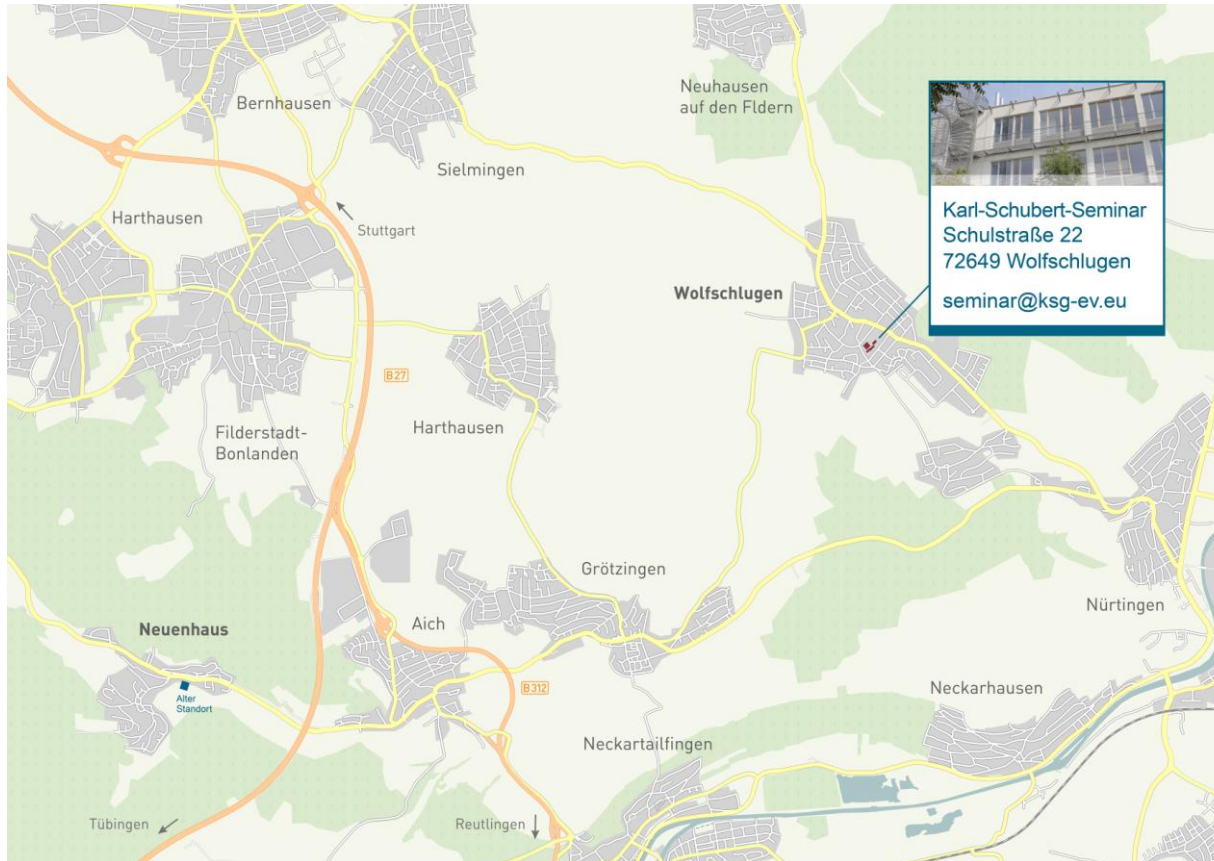 Neuhausen
auf den Fldern
Bernhausen
Sielmingen
Harthausen
Stuttgart
Karl-Schubert-Seminar
Schulstraße 22
72649 Wolfschlugen
seminar@ksg-ev.eu
Wolfschlugen
B27
Harthausen
Filderstadt-
Bonlanden
Grötzingen
Nürtingen
Aich
Neuenhaus
B312
Alter
Standort
Neckarhausen
Neckartailfingen
Tübingen
Reutlingen